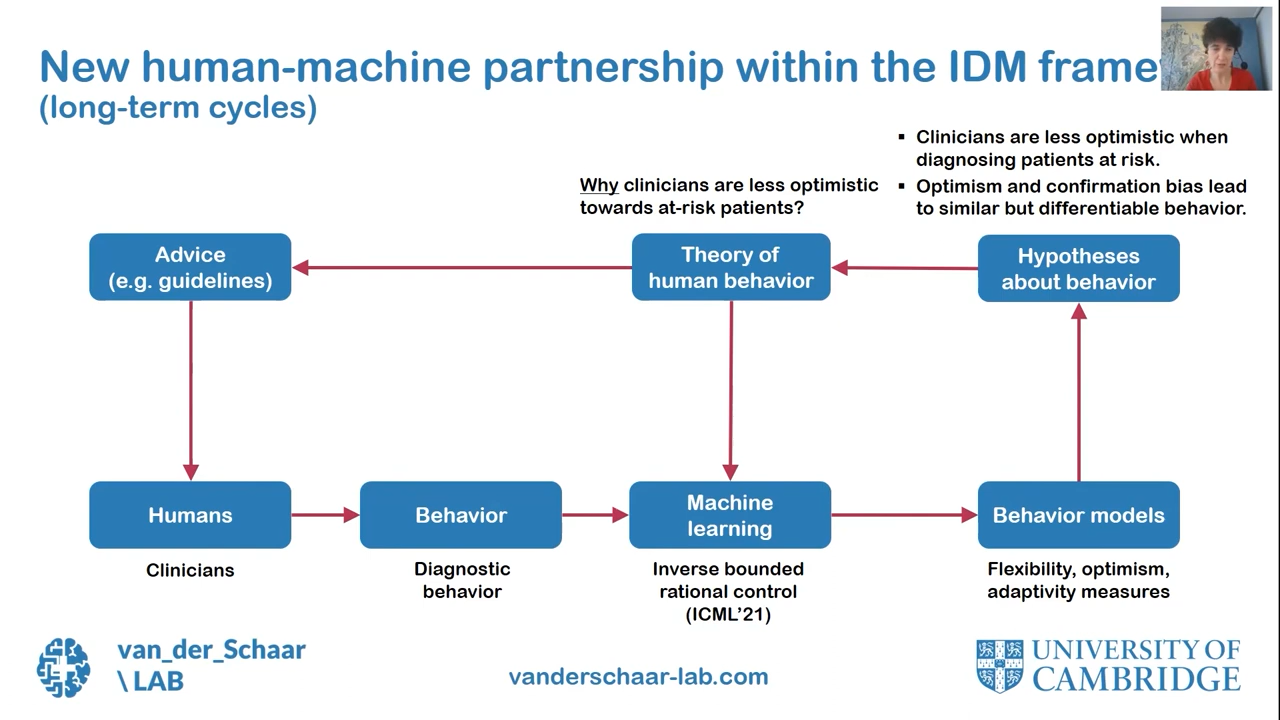 New human-machine partnership within the IDM frame
(long-term cycles)
▪ Clinicians are less optimistic when
diagnosing patients at risk.
▪ Optimism and confirmation bias lead
to similar but differentiable behavior.
Why clinicians are less optimistic
towards at-risk patients?
Advice
(e.g. guidelines)
Theory of
human behavior
Hypotheses
about behavior
Humans
Behavior
Machine
learning
Behavior models
Clinicians
Diagnostic
behavior
Inverse bounded
rational control
(ICML'21)
Flexibility, optimism,
adaptivity measures
van_der_Schaar
\ LAB
vanderschaar-lab.com
UNIVERSITY OF
CAMBRIDGE